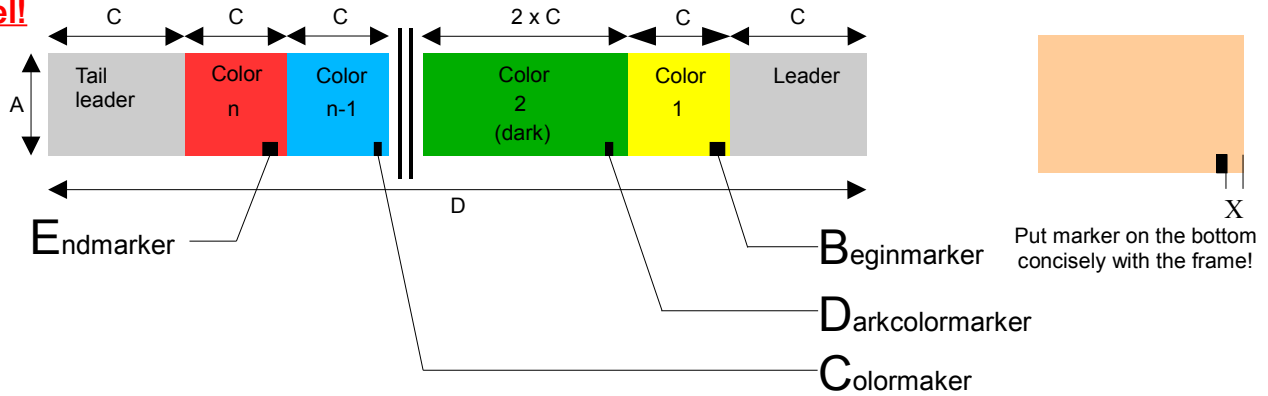 el!
C C C 2 x C C C
A
Tail
leader
Color
n
Color
n-1
Color
2
(dark)
Color
1
Leader
D
X
Endmarker
Beginmarker
Put marker on the bottom
concisely with the frame!
Darkcolormarker
Colormaker